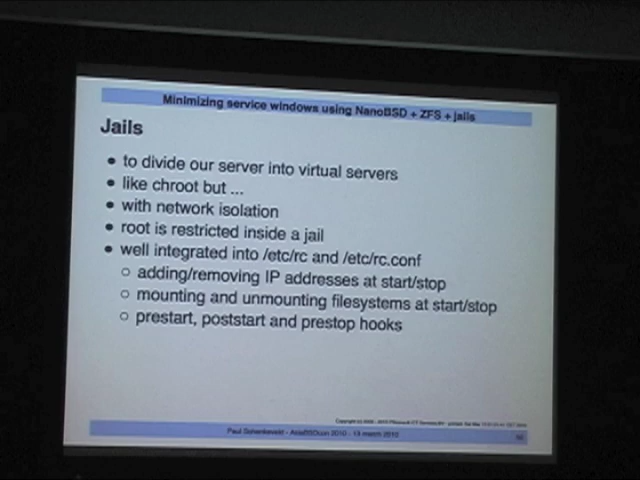 Minimizing service windows using NanoBSD + ZFS + jails
Jails
• to divide our server into virtual servers
• like chroot but ...
• with network isolation
• root is restricted inside a jail
• well integrated into /etc/rc and /etc/rc.conf
○ adding/removing IP addresses at start/stop
○ mounting and unmounting filesystems at start/stop
○ prestart, poststart and prestop hooks
Paul Schenkeveld - AsiaBSDcon 2010 - 13 march 2010